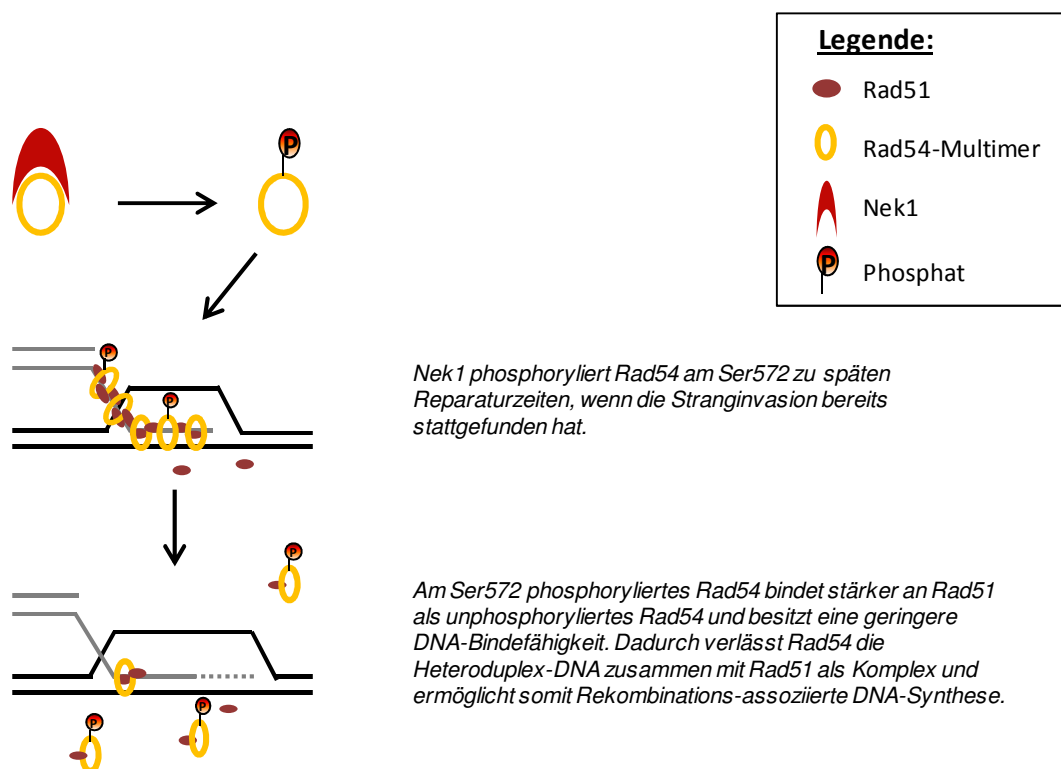 Legende:
Rad51
Rad54-Multimer
Nek1
P
Phosphat
P
P
P
Nek1 phosphoryliert Rad54 am Ser572 zu späten
Reparaturzeiten, wenn die Stranginvasion bereits
stattgefunden hat.
P
Am Ser572 phosphoryliertes Rad54 bindet stärker an Rad51
als unphosphoryliertes Rad54 und besitzt eine geringere
DNA-Bindefähigkeit. Dadurch verlässt Rad54 die
Heteroduplex-DNA zusammen mit Rad51 als Komplex und
ermöglicht somit Rekombinations-assoziierte DNA-Synthese.
P
P